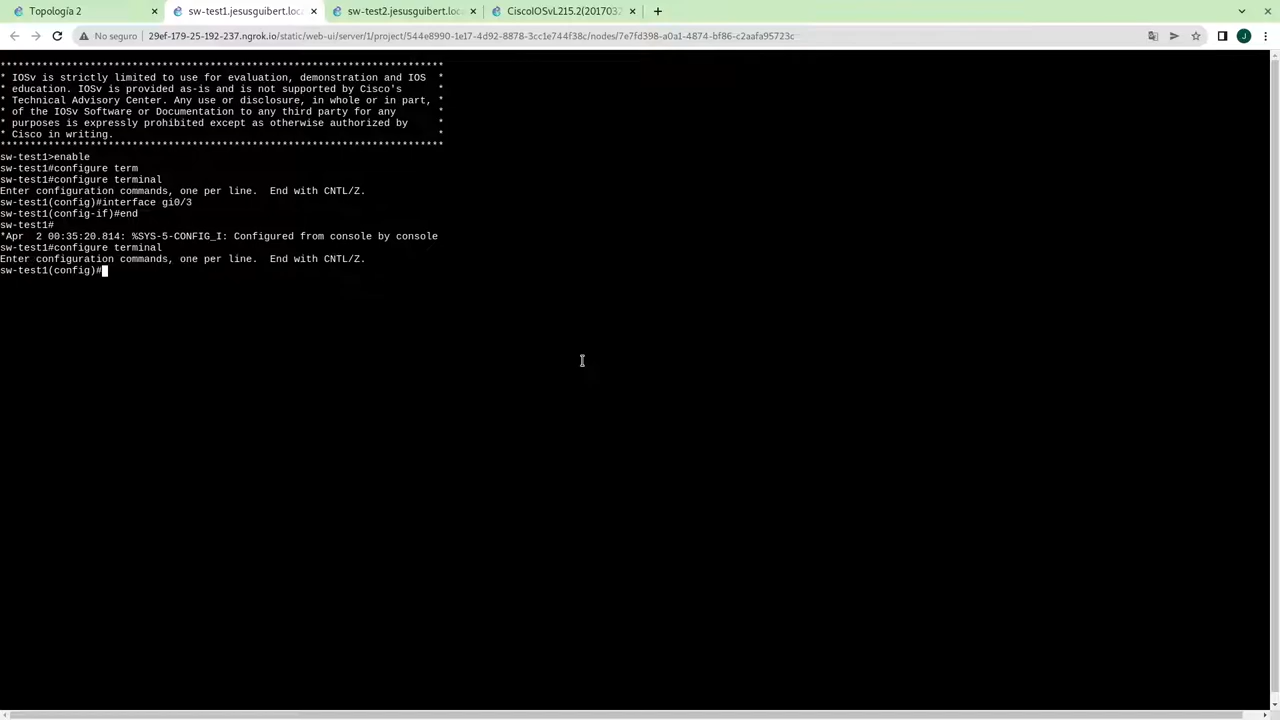 Topología 2
sw-test1.jesusguibert.loc
sw-test2.jesusguibert.loc
CiscoIOSvL215.2(201703
No seguro
29ef-179-25-192-237.ngrok.io/static/web-ui/server/1/project/544e8990-1e17-4d92-8878-3cc1e744f38c/nodes/7e7fd398-a0a1-4874-bf86-c2aafa95723c
J
**************************************************************************
* IOSv is strictly limited to use for evaluation, demonstration and IOS  *
* education. IOSv is provided as-is and is not supported by Cisco's      *
* Technical Advisory Center. Any use or disclosure, in whole or in part, *
* of the IOSv Software or Documentation to any third party for any       *
* purposes is expressly prohibited except as otherwise authorized by     *
* Cisco in writing.                                                      *
**************************************************************************
sw-test1>enable
sw-test1#configure term
sw-test1#configure terminal
Enter configuration commands, one per line.  End with CNTL/Z.
sw-test1(config)#interface gi0/3
sw-test1(config-if)#end
sw-test1#
*Apr  2 00:35:20.814: %SYS-5-CONFIG_I: Configured from console by console
sw-test1#configure terminal
Enter configuration commands, one per line.  End with CNTL/Z.
sw-test1(config)#